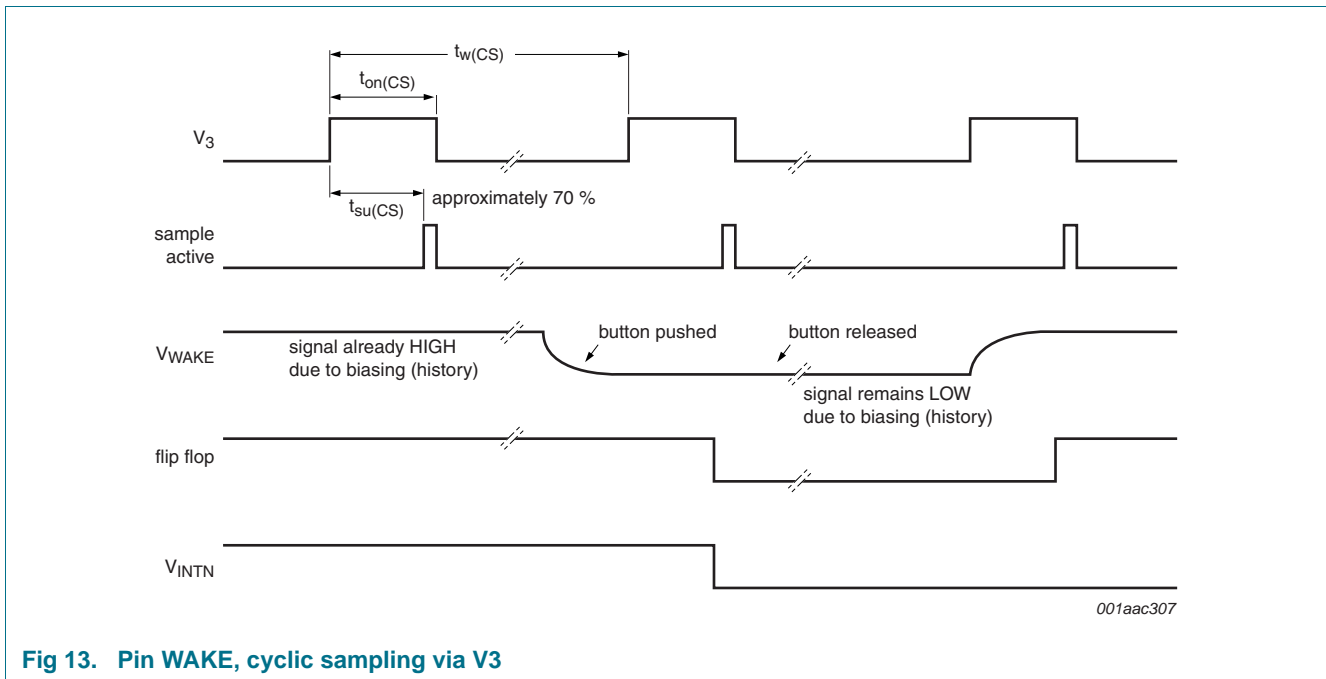 tw(CS)
ton(CS)
V3
tsu(CS)
approximately 70 %
sample
active
VWAKE
signal already HIGH
due to biasing (history)
button pushed
button released
signal remains LOW
due to biasing (history)
flip flop
VINTN
001aac307
Fig 13. Pin WAKE, cyclic sampling via V3